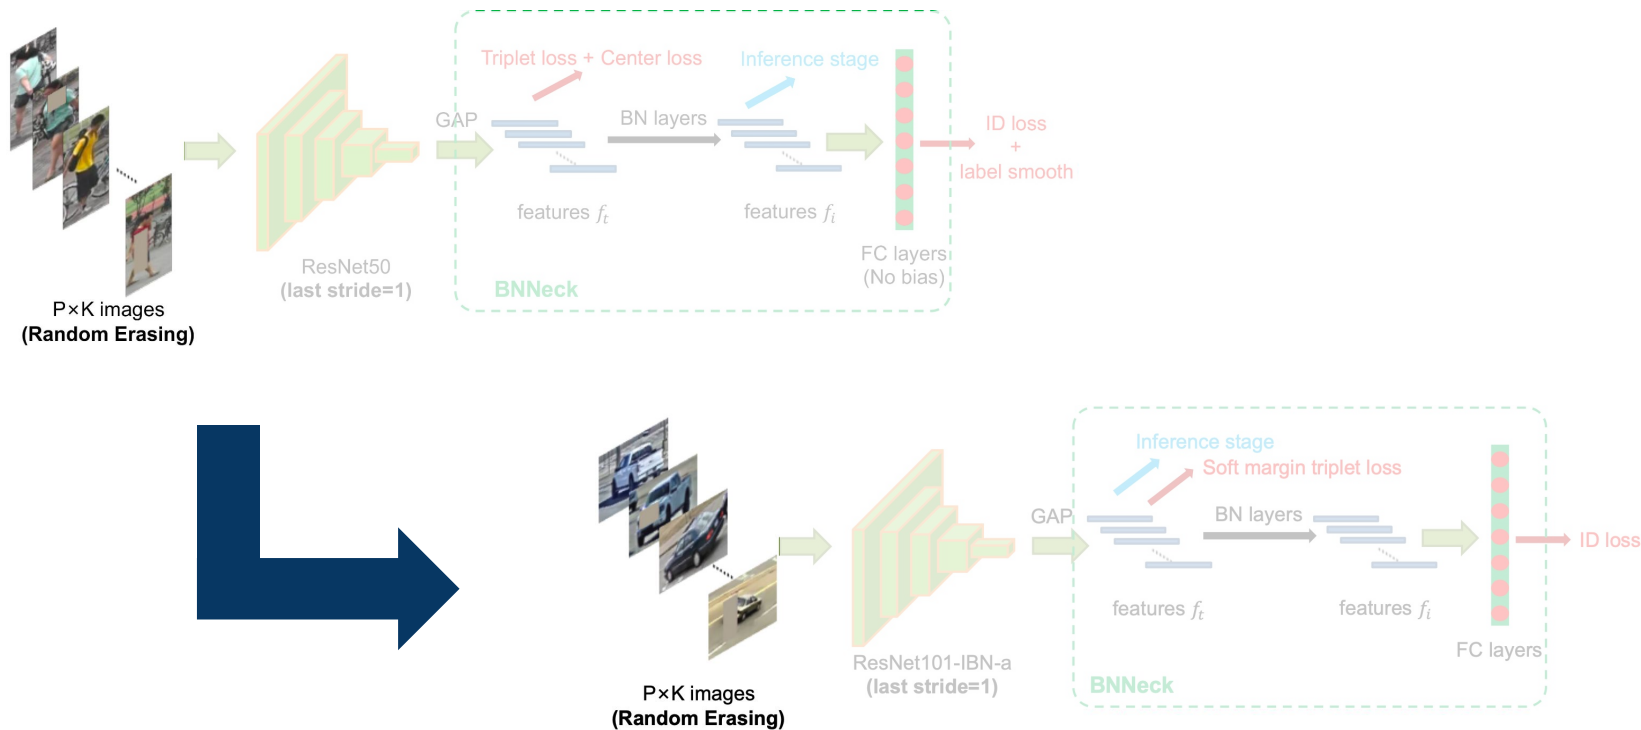 Triplet loss + Center loss
Inference stage
GAP
BN layers
ID loss
+
label smooth
features fₜ
features fᵢ
ResNet50
(last stride=1)
FC layers
(No bias)
BNNeck
P×K images
(Random Erasing)
Inference stage
Soft margin triplet loss
GAP
BN layers
ID loss
features fₜ
features fᵢ
ResNet101-IBN-a
(last stride=1)
FC layers
BNNeck
P×K images
(Random Erasing)